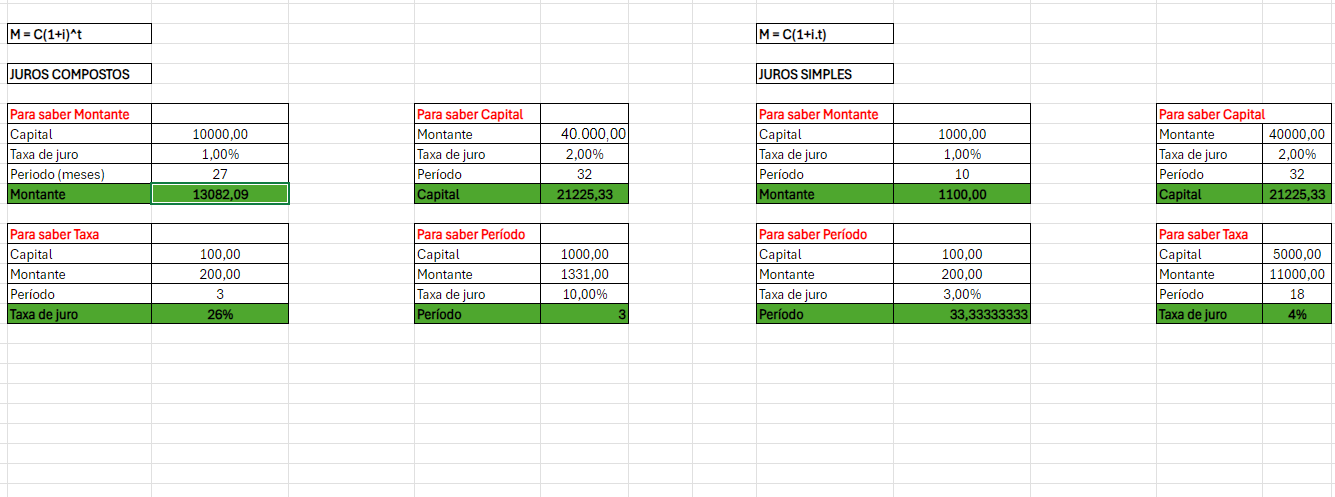 M = C(1+i)^t M = C(1+i.t)
JUROS COMPOSTOS JUROS SIMPLES
Para saber Montante Para saber Capital Para saber Montante Para saber Capital
Capital 10000,00 Montante 40.000,00 Capital 1000,00 Montante 40000,00
Taxa de juro 1,00% Taxa de juro 2,00% Taxa de juro 1,00% Taxa de juro 2,00%
Periodo (meses) 27 Período 32 Período 10 Período 32
Montante 13082,09 Capital 21225,33 Montante 1100,00 Capital 21225,33
Para saber Taxa Para saber Período Para saber Período Para saber Taxa
Capital 100,00 Capital 1000,00 Capital 100,00 Capital 5000,00
Montante 200,00 Montante 1331,00 Montante 200,00 Montante 11000,00
Período 3 Taxa de juro 10,00% Taxa de juro 3,00% Período 18
Taxa de juro 26% Período 3 Período 33,33333333 Taxa de juro 4%